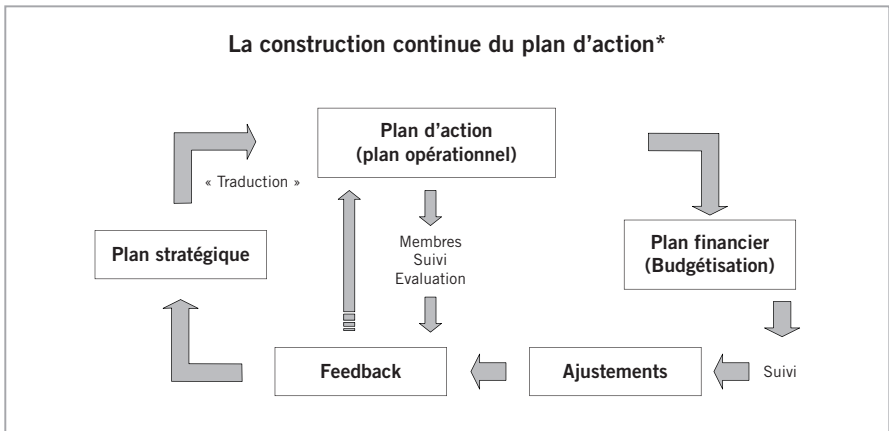 La construction continue du plan d’action*
Plan d’action
(plan opérationnel)
« Traduction »
Plan stratégique
Membres
Suivi
Evaluation
Plan financier
(Budgétisation)
Feedback
Ajustements
Suivi